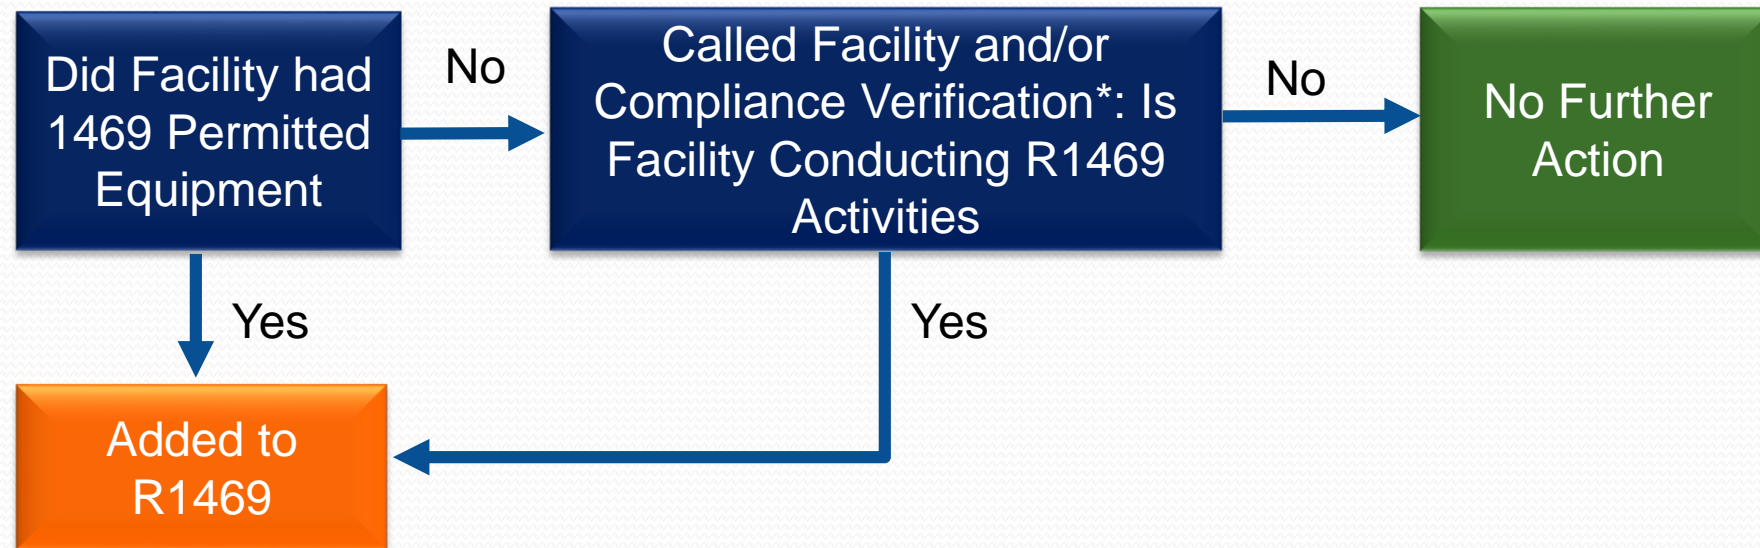 Did Facility had
1469 Permitted
Equipment
No
Called Facility and/or
Compliance Verification*: Is
Facility Conducting R1469
Activities
No
No Further
Action
Yes
Yes
Added to
R1469